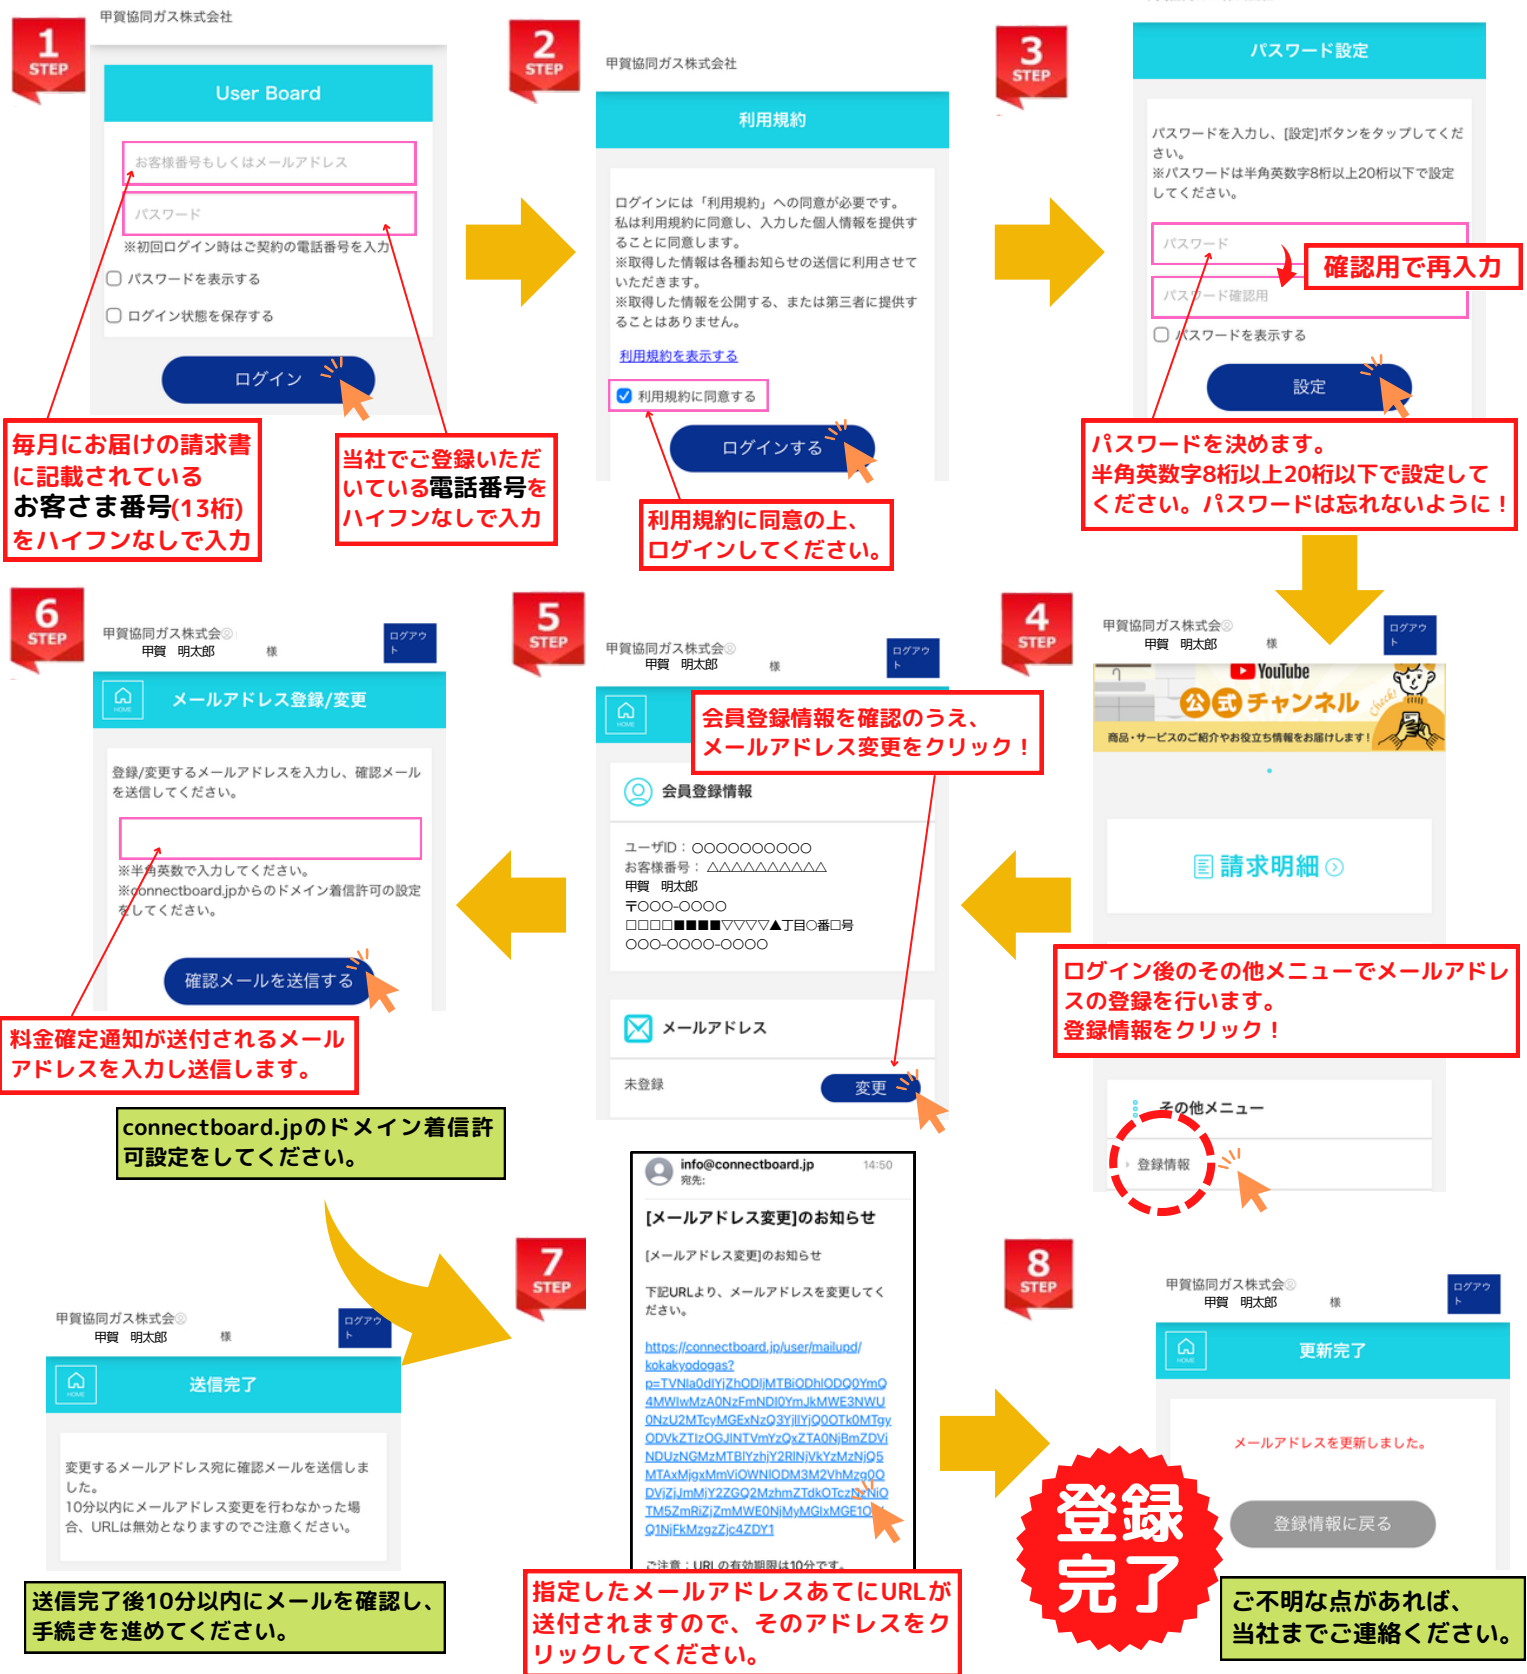 1
STEP
甲賀協同ガス株式会社
User Board
お客様番号もしくはメールアドレス
パスワード
※初回ログイン時はご契約の電話番号を入力
パスワードを表示する
ログイン状態を保存する
ログイン
毎月にお届けの請求書
に記載されている
お客さま番号(13桁)
をハイフンなしで入力
当社でご登録いただ
いている電話番号を
ハイフンなしで入力
2
STEP
甲賀協同ガス株式会社
利用規約
ログインには「利用規約」への同意が必要です。
私は利用規約に同意し、入力した個人情報を提供す
ることに同意します。
※取得した情報は各種お知らせの送信に利用させて
いただきます。
※取得した情報を公開する、または第三者に提供す
ることはありません。
利用規約を表示する
利用規約に同意する
ログインする
利用規約に同意の上、
ログインしてください。
3
STEP
パスワード設定
パスワードを入力し、[設定]ボタンをタップしてくだ
さい。
※パスワードは半角英数字8桁以上20桁以下で設定
してください。
パスワード
確認用で再入力
パスワード確認用
パスワードを表示する
設定
パスワードを決めます。
半角英数字8桁以上20桁以下で設定して
ください。パスワードは忘れないように！
4
STEP
甲賀協同ガス株式会
甲賀 明太郎 様
ログアウ
ト
YouTube
公式チャンネル
Check!
商品・サービスのご紹介やお役立ち情報をお届けします！
請求明細
ログイン後のその他メニューでメールアドレ
スの登録を行います。
登録情報をクリック！
その他メニュー
登録情報
5
STEP
甲賀協同ガス株式会
甲賀 明太郎 様
ログアウ
ト
HOME
会員登録情報を確認のうえ、
メールアドレス変更をクリック！
会員登録情報
ユーザID：○○○○○○○○○○
お客様番号：△△△△△△△△△△
甲賀 明太郎
〒○○○-○○○○
□□□□■■■■▽▽▽▽▲丁目○番□号
○○○-○○○○-○○○○
メールアドレス
未登録
変更
6
STEP
甲賀協同ガス株式会
甲賀 明太郎 様
ログアウ
ト
HOME
メールアドレス登録/変更
登録/変更するメールアドレスを入力し、確認メール
を送信してください。
※半角英数で入力してください。
※connectboard.jpからのドメイン着信許可の設定
をしてください。
確認メールを送信する
料金確定通知が送付されるメール
アドレスを入力し送信します。
connectboard.jpのドメイン着信許
可設定をしてください。
甲賀協同ガス株式会
甲賀 明太郎 様
ログアウ
ト
HOME
送信完了
変更するメールアドレス宛に確認メールを送信しま
した。
10分以内にメールアドレス変更を行わなかった場
合、URLは無効となりますのでご注意ください。
送信完了後10分以内にメールを確認し、
手続きを進めてください。
7
STEP
info@connectboard.jp 14:50
宛先:
[メールアドレス変更]のお知らせ
[メールアドレス変更]のお知らせ
下記URLより、メールアドレスを変更してく
ださい。
https://connectboard.jp/user/mailupd/
kokakyodogas?
ご注意：URLの有効期限は10分です。
指定したメールアドレスあてにURLが
送付されますので、そのアドレスをク
リックしてください。
8
STEP
甲賀協同ガス株式会
甲賀 明太郎 様
ログアウ
ト
HOME
更新完了
メールアドレスを更新しました。
登録情報に戻る
登録
完了
ご不明な点があれば、
当社までご連絡ください。